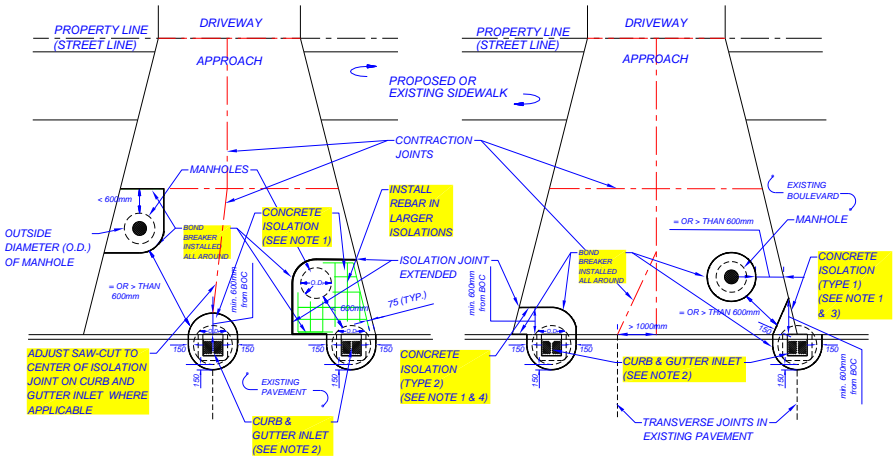 DRIVEWAY
PROPERTY LINE
(STREET LINE)
APPROACH
PROPOSED OR
EXISTING SIDEWALK
CONTRACTION
JOINTS
MANHOLES
< 600mm
INSTALL
REBAR IN
LARGER
ISOLATIONS
CONCRETE
ISOLATION
(SEE NOTE 1)
OUTSIDE
DIAMETER (O.D.)
OF MANHOLE
BOND
BREAKER
INSTALLED
ALL AROUND
= OR > THAN
600mm
min. 600mm
from BOC
O.D.
< 600mm
75 (TYP.)
ISOLATION JOINT
EXTENDED
O.D.
150
150
150
O.D.
150
150
150
ADJUST SAW-CUT TO
CENTER OF ISOLATION
JOINT ON CURB AND
GUTTER INLET WHERE
APPLICABLE
EXISTING
PAVEMENT
CURB &
GUTTER INLET
(SEE NOTE 2)
DRIVEWAY
PROPERTY LINE
(STREET LINE)
APPROACH
EXISTING
BOULEVARD
MANHOLE
= OR > THAN 600mm
BOND
BREAKER
INSTALLED
ALL AROUND
CONCRETE
ISOLATION
(TYPE 1)
(SEE NOTE 1
& 3)
min. 600mm
from BOC
= OR > THAN 600mm
> 1000mm
150
CONCRETE
ISOLATION
(TYPE 2)
(SEE NOTE 1 & 4)
150
150
150
CURB & GUTTER INLET
(SEE NOTE 2)
150
150
150
min. 600mm
from BOC
TRANSVERSE JOINTS IN
EXISTING PAVEMENT